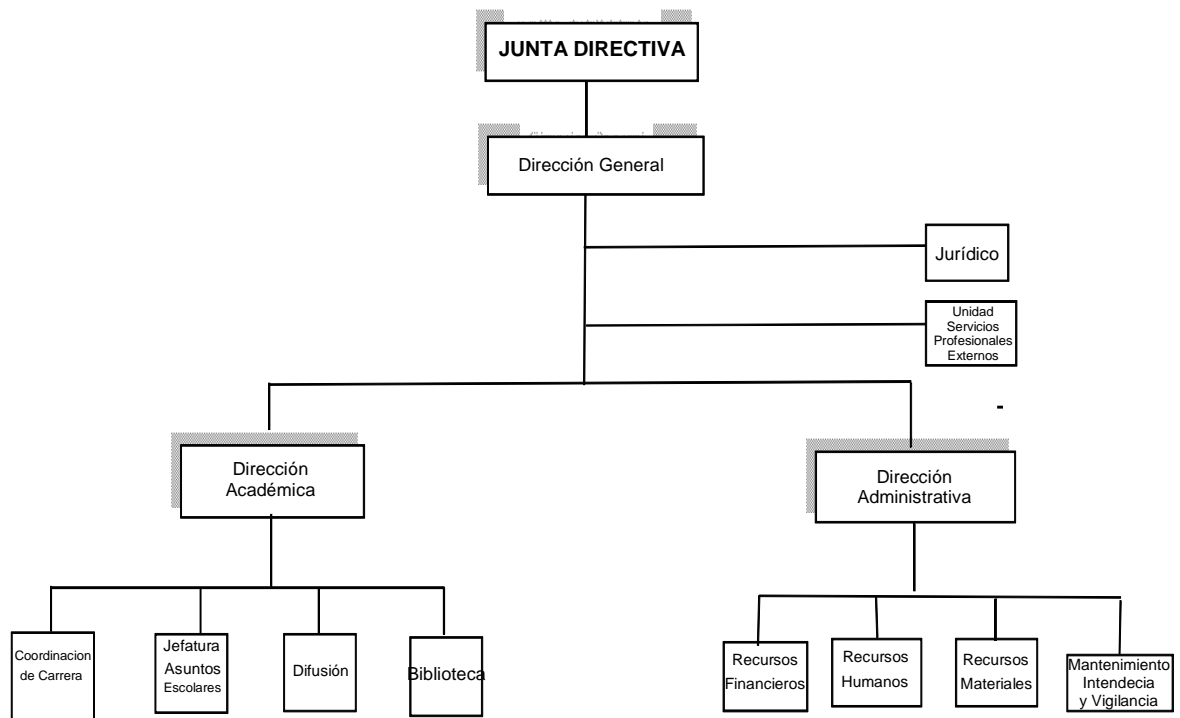 JUNTA DIRECTIVA
Dirección General
Jurídico
Unidad
Servicios
Profesionales
Externos
-
Dirección
Académica
Dirección
Administrativa
Coordinacion
de Carrera
Jefatura
Asuntos
Escolares
Difusión
Biblioteca
Recursos
Financieros
Recursos
Humanos
Recursos
Materiales
Mantenimiento
Intendecia
y Vigilancia